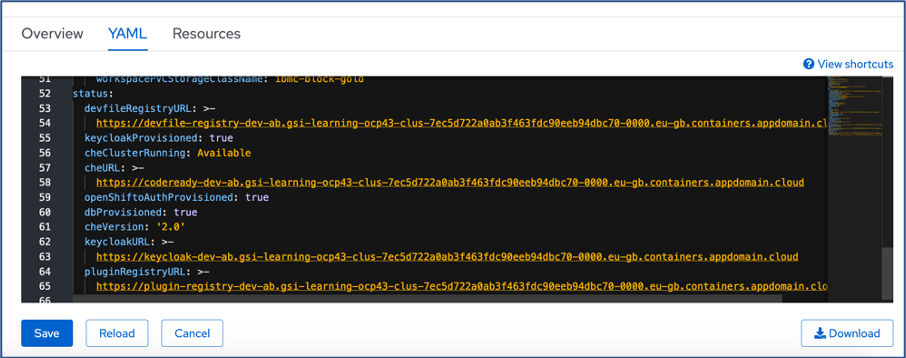 Overview YAML Resources
View shortcuts
51 workspacePVCStorageClassName: ibmc-block-gold
52 status:
53 devfileRegistryURL: >-
54 https://devfile-registry-dev-ab.gsi-learning-ocp43-clus-7ec5d722a0ab3f463fdc90eeb94dbc70-0000.eu-gb.containers.appdomain.cl
55 keycloakProvisioned: true
56 cheClusterRunning: Available
57 cheURL: >-
58 https://codeready-dev-ab.gsi-learning-ocp43-clus-7ec5d722a0ab3f463fdc90eeb94dbc70-0000.eu-gb.containers.appdomain.cloud
59 openShiftoAuthProvisioned: true
60 dbProvisioned: true
61 cheVersion: '2.0'
62 keycloakURL: >-
63 https://keycloak-dev-ab.gsi-learning-ocp43-clus-7ec5d722a0ab3f463fdc90eeb94dbc70-0000.eu-gb.containers.appdomain.cloud
64 pluginRegistryURL: >-
65 https://plugin-registry-dev-ab.gsi-learning-ocp43-clus-7ec5d722a0ab3f463fdc90eeb94dbc70-0000.eu-gb.containers.appdomain.clo
66
Save Reload Cancel Download